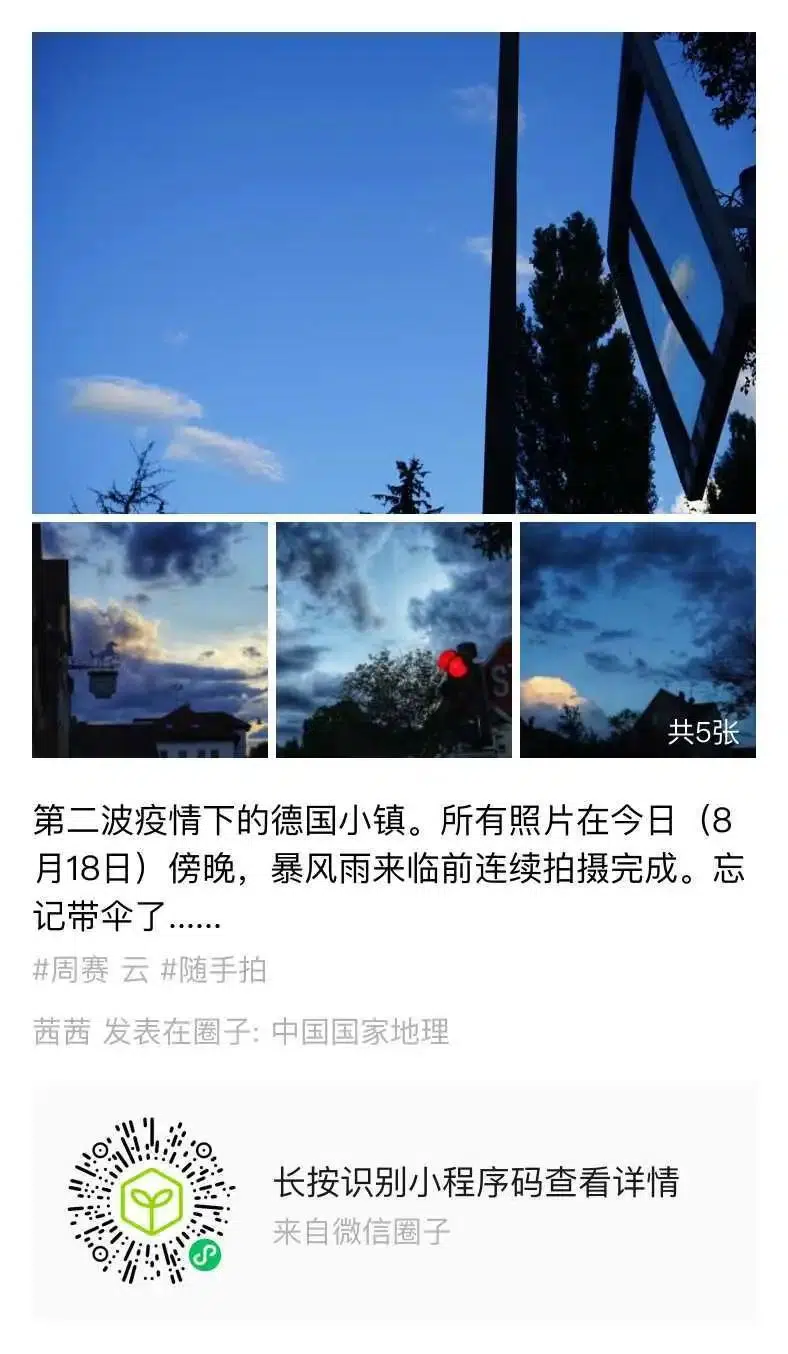 共5张
第二波疫情下的德国小镇。所有照片在今日（8
月18日）傍晚，暴风雨来临前连续拍摄完成。忘
记带伞了......
#周赛 云 #随手拍
茜茜 发表在圈子: 中国国家地理
长按识别小程序码查看详情
来自微信圈子